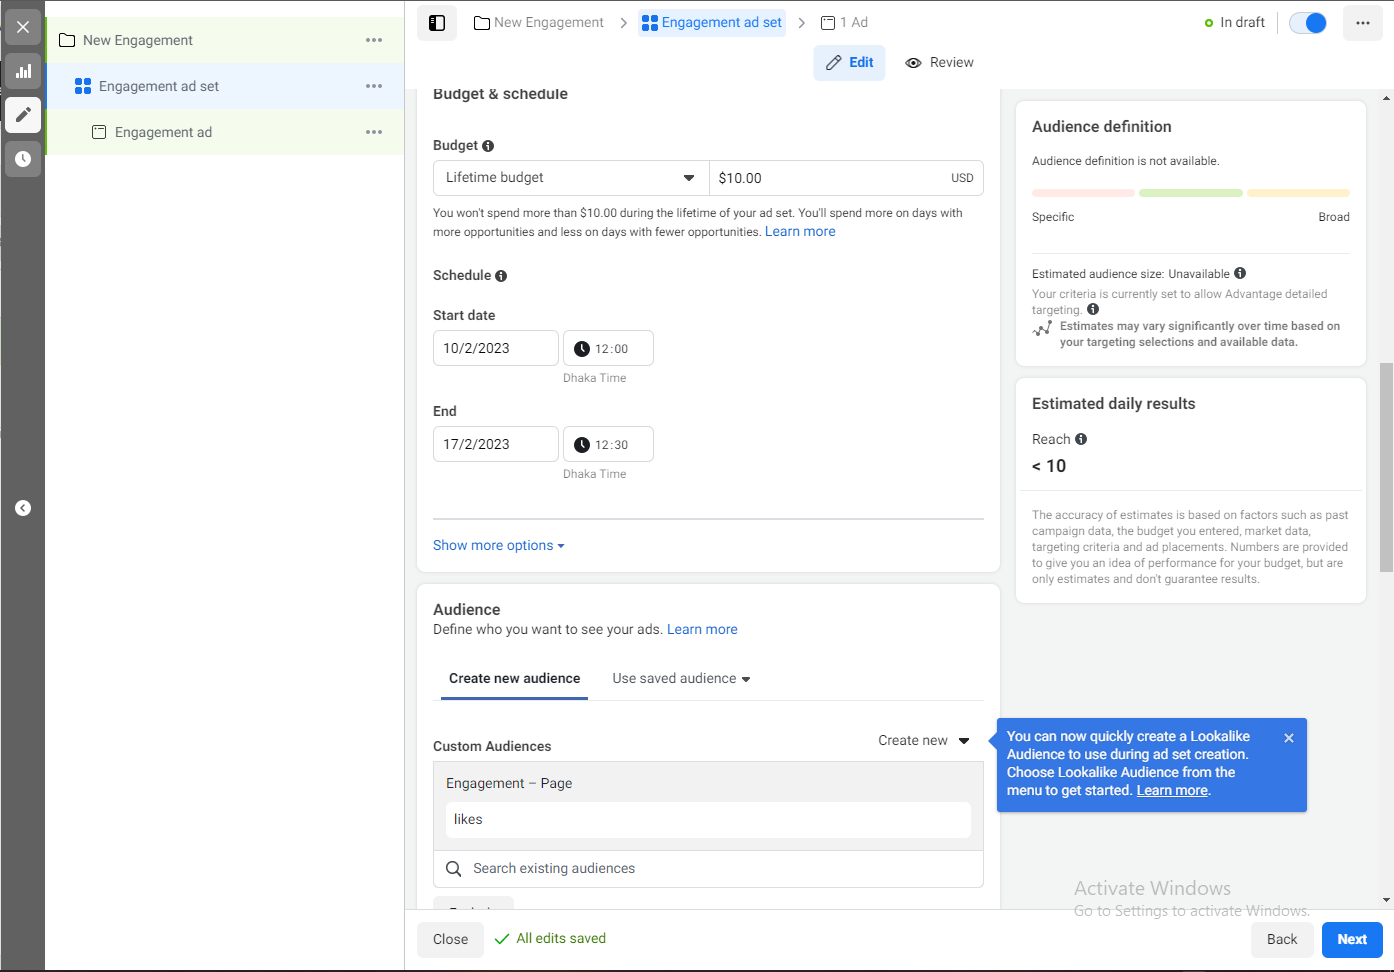 New Engagement
Engagement ad set
Engagement ad
New Engagement
Engagement ad set
1 Ad
In draft
Edit
Review
Budget & schedule
Budget
Lifetime budget
$10.00
USD
You won't spend more than $10.00 during the lifetime of your ad set. You'll spend more on days with
more opportunities and less on days with fewer opportunities. Learn more
Schedule
Start date
10/2/2023
12:00
Dhaka Time
End
17/2/2023
12:30
Dhaka Time
Show more options
Audience
Define who you want to see your ads. Learn more
Create new audience
Use saved audience
Custom Audiences
Create new
Engagement – Page
likes
Search existing audiences
Audience definition
Audience definition is not available.
Specific
Broad
Estimated audience size: Unavailable
Your criteria is currently set to allow Advantage detailed
targeting.
Estimates may vary significantly over time based on
your targeting selections and available data.
Estimated daily results
Reach
< 10
The accuracy of estimates is based on factors such as past
campaign data, the budget you entered, market data,
targeting criteria and ad placements. Numbers are provided
to give you an idea of performance for your budget, but are
only estimates and don't guarantee results.
You can now quickly create a Lookalike
Audience to use during ad set creation.
Choose Lookalike Audience from the
menu to get started. Learn more.
Activate Windows
Go to Settings to activate Windows.
Close
All edits saved
Back
Next